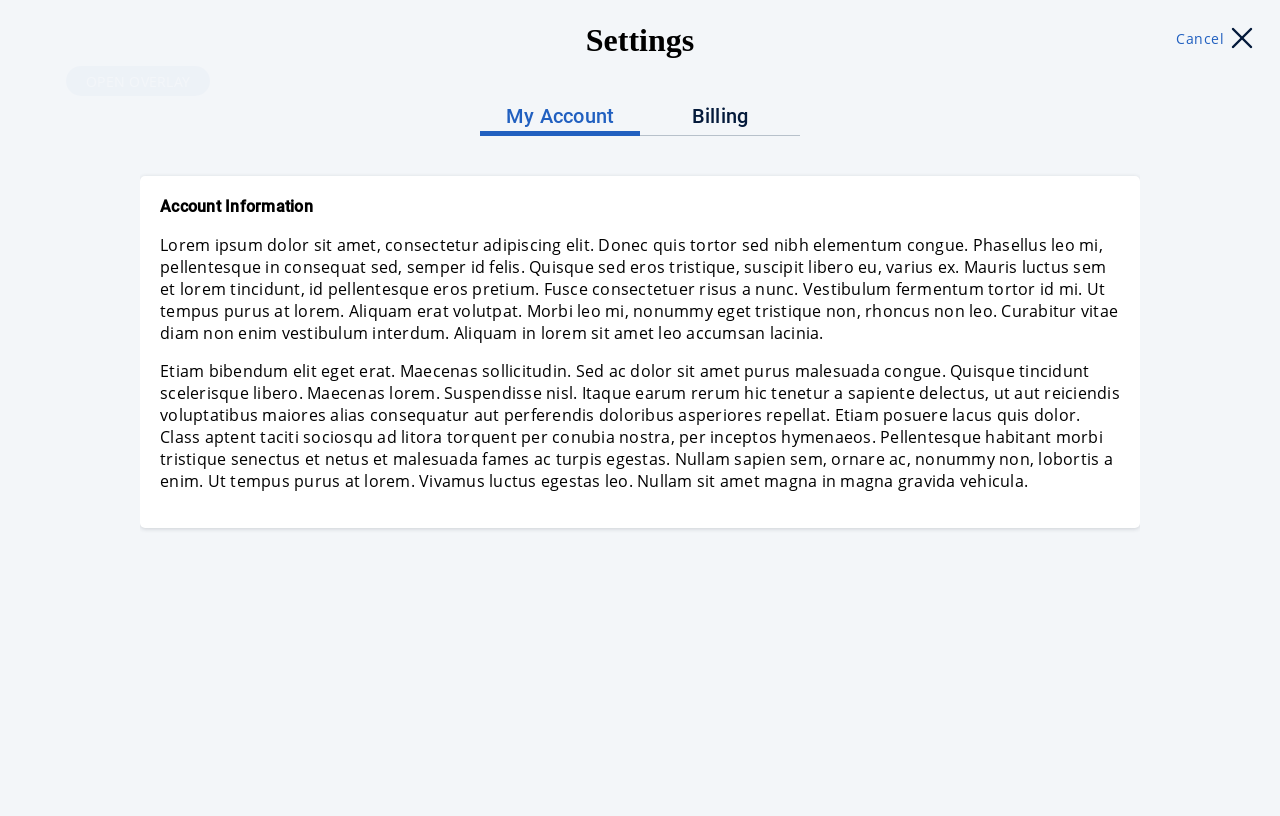 Settings
Cancel
OPEN OVERLAY
My Account
Billing
Account Information
Lorem ipsum dolor sit amet, consectetur adipiscing elit. Donec quis tortor sed nibh elementum congue. Phasellus leo mi,
pellentesque in consequat sed, semper id felis. Quisque sed eros tristique, suscipit libero eu, varius ex. Mauris luctus sem
et lorem tincidunt, id pellentesque eros pretium. Fusce consectetuer risus a nunc. Vestibulum fermentum tortor id mi. Ut
tempus purus at lorem. Aliquam erat volutpat. Morbi leo mi, nonummy eget tristique non, rhoncus non leo. Curabitur vitae
diam non enim vestibulum interdum. Aliquam in lorem sit amet leo accumsan lacinia.
Etiam bibendum elit eget erat. Maecenas sollicitudin. Sed ac dolor sit amet purus malesuada congue. Quisque tincidunt
scelerisque libero. Maecenas lorem. Suspendisse nisl. Itaque earum rerum hic tenetur a sapiente delectus, ut aut reiciendis
voluptatibus maiores alias consequatur aut perferendis doloribus asperiores repellat. Etiam posuere lacus quis dolor.
Class aptent taciti sociosqu ad litora torquent per conubia nostra, per inceptos hymenaeos. Pellentesque habitant morbi
tristique senectus et netus et malesuada fames ac turpis egestas. Nullam sapien sem, ornare ac, nonummy non, lobortis a
enim. Ut tempus purus at lorem. Vivamus luctus egestas leo. Nullam sit amet magna in magna gravida vehicula.